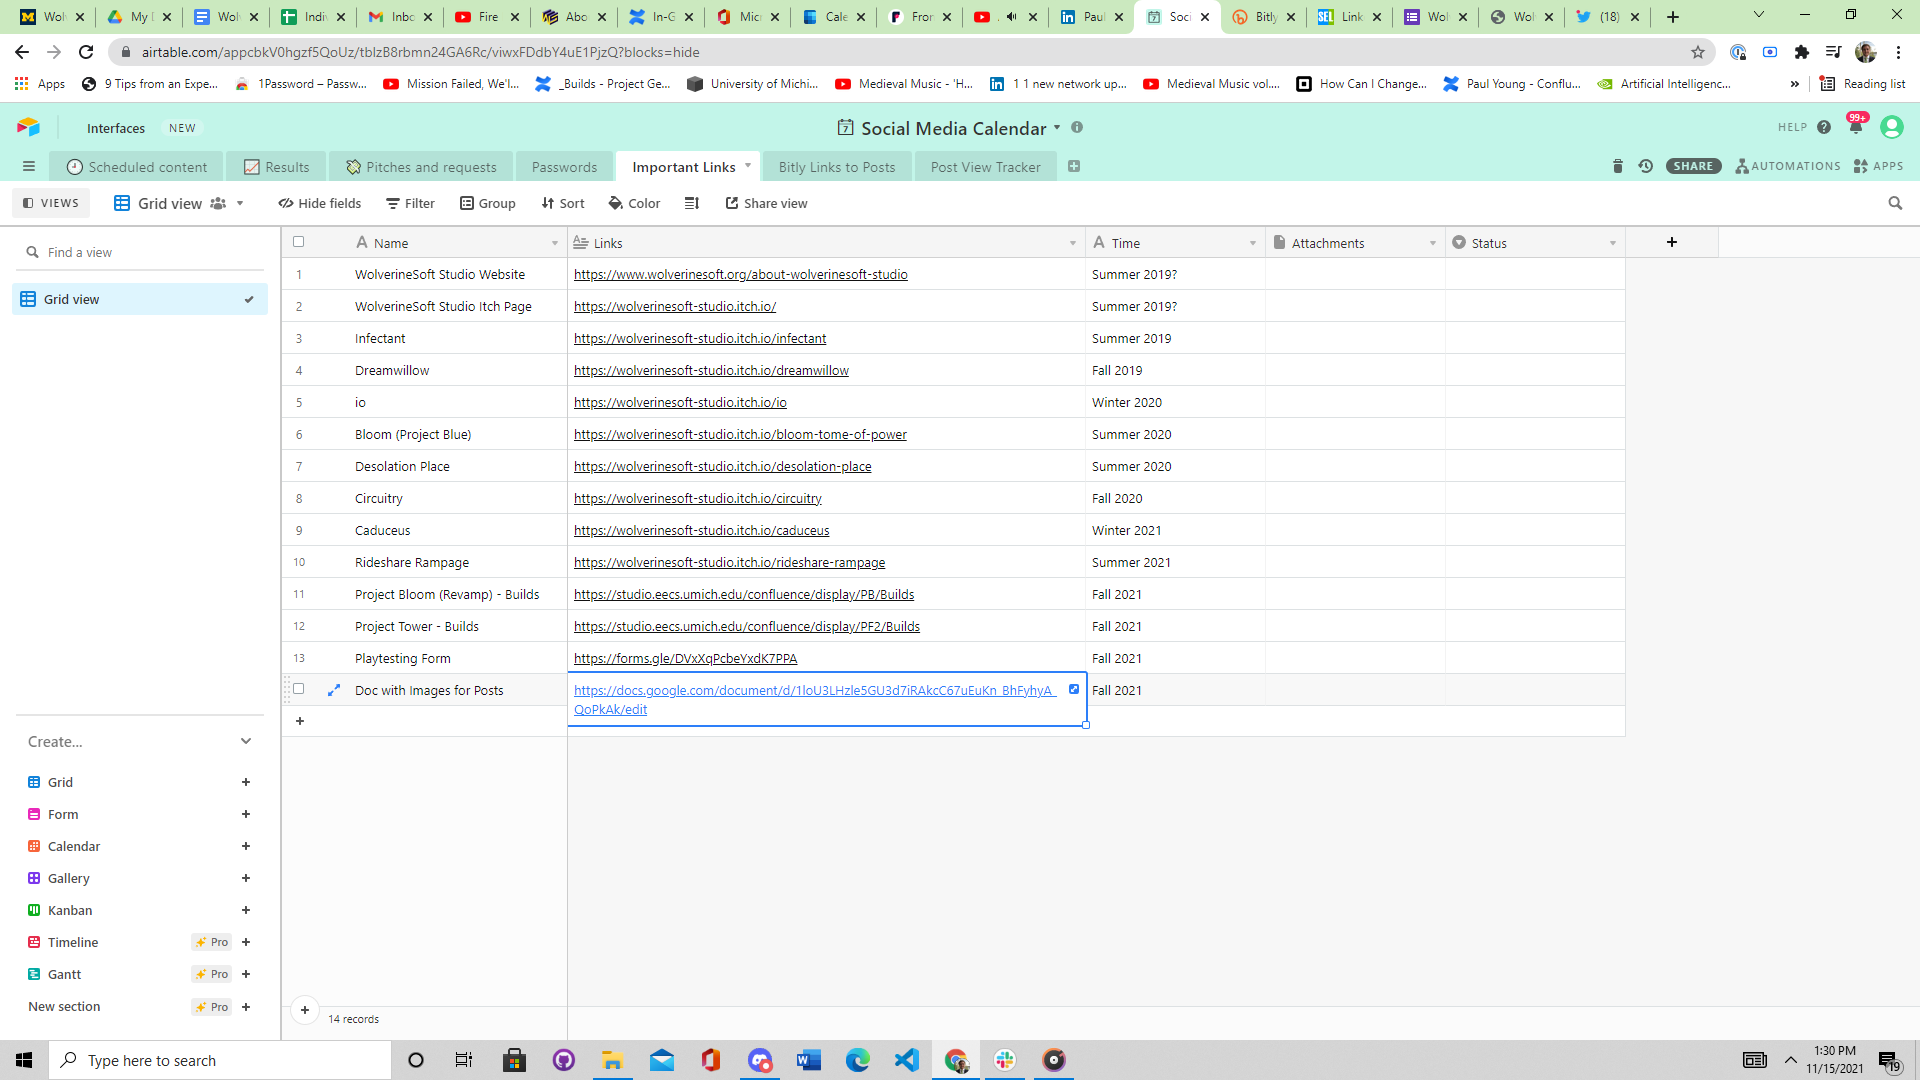 Wol
My D
Wol
Indiv
Inbo
Fire
Abo
In-G
Micr
Cale
Fron
Paul
Soci
Bitly
SEL
Link
Wol
Wol
(18)
airtable.com/appcbkV0hgzf5QoUz/tblzB8rbmn24GA6Rc/viwxFDdbY4uE1PjzQ?blocks=hide
Apps
9 Tips from an Expe...
1Password – Passw...
Mission Failed, We'l...
_Builds - Project Ge...
University of Michi...
Medieval Music - 'H...
1 1 new network up...
Medieval Music vol....
How Can I Change...
Paul Young - Conflu...
Artificial Intelligenc...
»
Reading list
Interfaces NEW
Social Media Calendar
HELP
99+
Scheduled content
Results
Pitches and requests
Passwords
Important Links
Bitly Links to Posts
Post View Tracker
SHARE
AUTOMATIONS
APPS
VIEWS
Grid view
Hide fields
Filter
Group
Sort
Color
Share view
Find a view
Grid view
Name Links Time Attachments Status
1 WolverineSoft Studio Website https://www.wolverinesoft.org/about-wolverinesoft-studio Summer 2019?
2 WolverineSoft Studio Itch Page https://wolverinesoft-studio.itch.io/ Summer 2019?
3 Infectant https://wolverinesoft-studio.itch.io/infectant Summer 2019
4 Dreamwillow https://wolverinesoft-studio.itch.io/dreamwillow Fall 2019
5 io https://wolverinesoft-studio.itch.io/io Winter 2020
6 Bloom (Project Blue) https://wolverinesoft-studio.itch.io/bloom-tome-of-power Summer 2020
7 Desolation Place https://wolverinesoft-studio.itch.io/desolation-place Summer 2020
8 Circuitry https://wolverinesoft-studio.itch.io/circuitry Fall 2020
9 Caduceus https://wolverinesoft-studio.itch.io/caduceus Winter 2021
10 Rideshare Rampage https://wolverinesoft-studio.itch.io/rideshare-rampage Summer 2021
11 Project Bloom (Revamp) - Builds https://studio.eecs.umich.edu/confluence/display/PB/Builds Fall 2021
12 Project Tower - Builds https://studio.eecs.umich.edu/confluence/display/PF2/Builds Fall 2021
13 Playtesting Form https://forms.gle/DVxXqPcbeYxdK7PPA Fall 2021
Doc with Images for Posts https://docs.google.com/document/d/1loU3LHzle5GU3d7iRAkcC67uEuKn_BhFyhyA_ Fall 2021
QoPkAk/edit
Create...
Grid
Form
Calendar
Gallery
Kanban
Timeline Pro
Gantt Pro
New section Pro
14 records
Type here to search
1:30 PM
11/15/2021
19